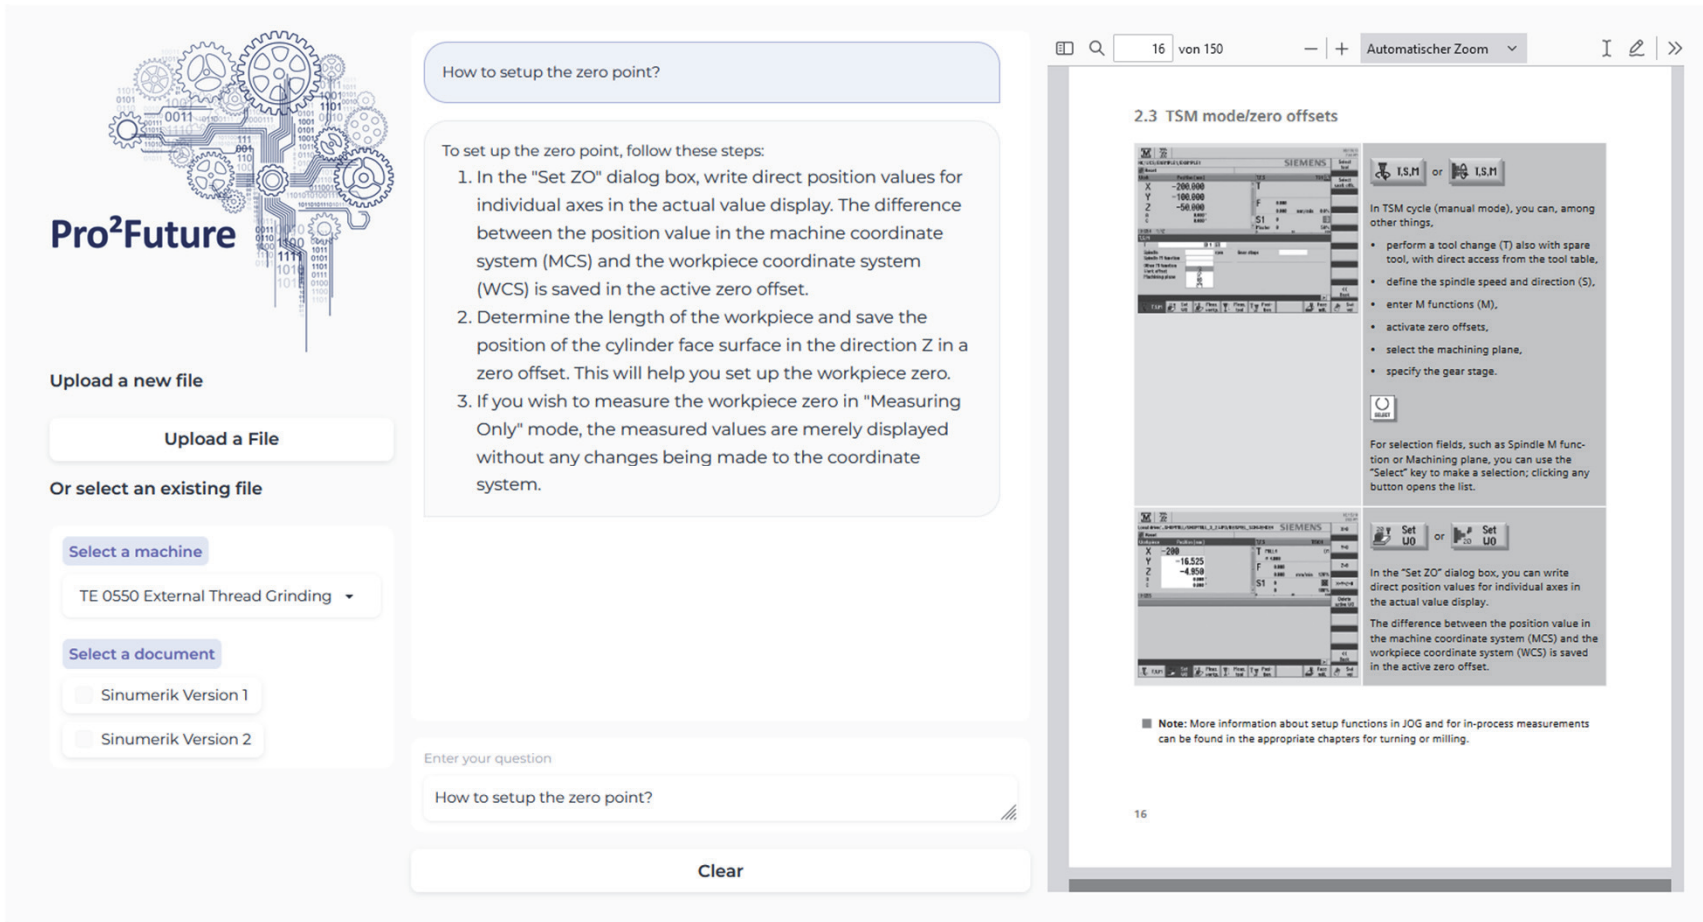 Pro²Future
Upload a new file
Upload a File
Or select an existing file
Select a machine
TE 0550 External Thread Grinding
Select a document
Sinumerik Version 1
Sinumerik Version 2
How to setup the zero point?
To set up the zero point, follow these steps:
1. In the "Set ZO" dialog box, write direct position values for
individual axes in the actual value display. The difference
between the position value in the machine coordinate
system (MCS) and the workpiece coordinate system
(WCS) is saved in the active zero offset.
2. Determine the length of the workpiece and save the
position of the cylinder face surface in the direction Z in a
zero offset. This will help you set up the workpiece zero.
3. If you wish to measure the workpiece zero in "Measuring
Only" mode, the measured values are merely displayed
without any changes being made to the coordinate
system.
Enter your question
How to setup the zero point?
Clear
16 von 150
Automatischer Zoom
2.3 TSM mode/zero offsets
SIEMENS
X -200.000
Y -100.000
Z -50.000
T
F
S1
T,S,M or T,S,M
In TSM cycle (manual mode), you can, among
other things,
• perform a tool change (T) also with spare
tool, with direct access from the tool table,
• define the spindle speed and direction (S),
• enter M functions (M),
• activate zero offsets,
• select the machining plane,
• specify the gear stage.
SELECT
For selection fields, such as Spindle M func-
tion or Machining plane, you can use the
“Select” key to make a selection; clicking any
button opens the list.
SIEMENS
X -200
Y -16.525
Z -4.950
T
F
S1
Set
WO or Set
WO
In the “Set ZO” dialog box, you can write
direct position values for individual axes in
the actual value display.
The difference between the position value in
the machine coordinate system (MCS) and the
workpiece coordinate system (WCS) is saved
in the active zero offset.
Note: More information about setup functions in JOG and for in-process measurements
can be found in the appropriate chapters for turning or milling.
16